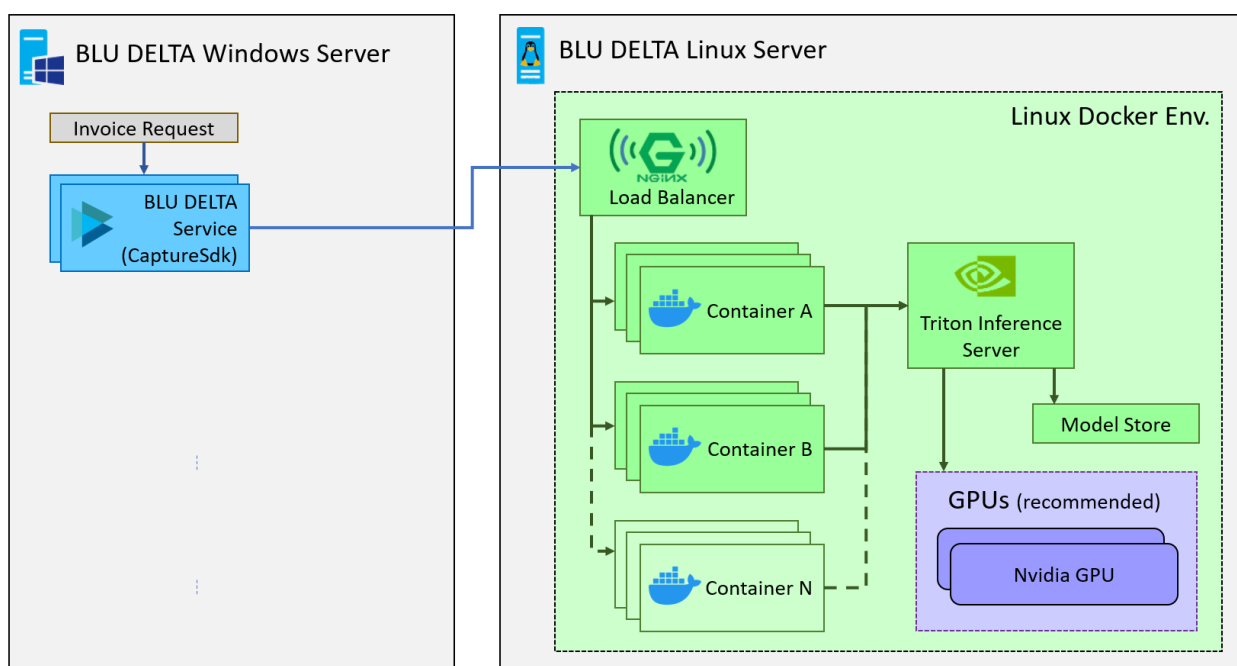 BLU DELTA Windows Server
Invoice Request
BLU DELTA
Service
(CaptureSdk)
BLU DELTA Linux Server
Linux Docker Env.
NGiNX
Load Balancer
Container A
Container B
Container N
Triton Inference
Server
Model Store
GPUs (recommended)
Nvidia GPU